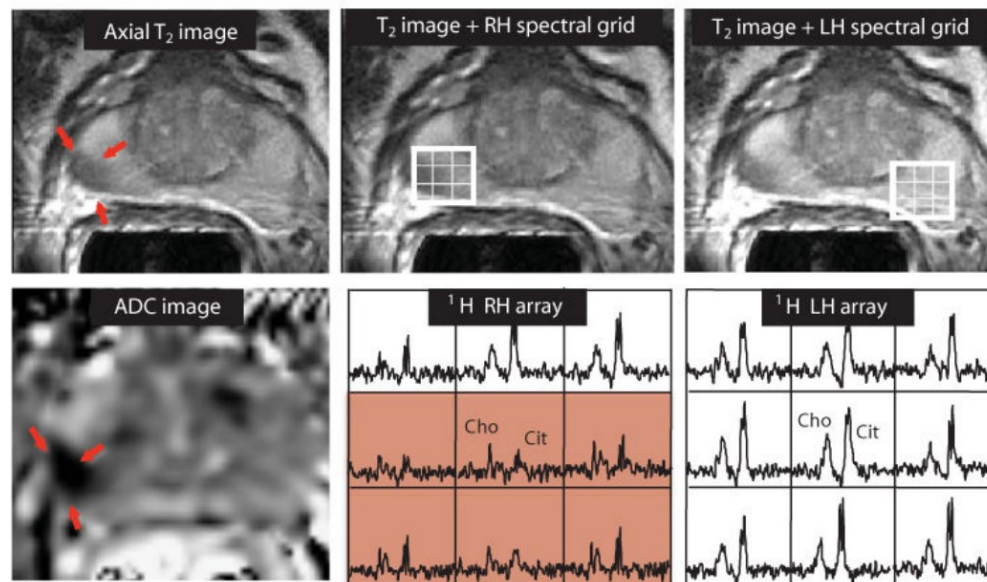 Axial T₂ image
T₂ image + RH spectral grid
T₂ image + LH spectral grid
ADC image
¹H RH array
¹H LH array
Cho
Cit
Cho
Cit